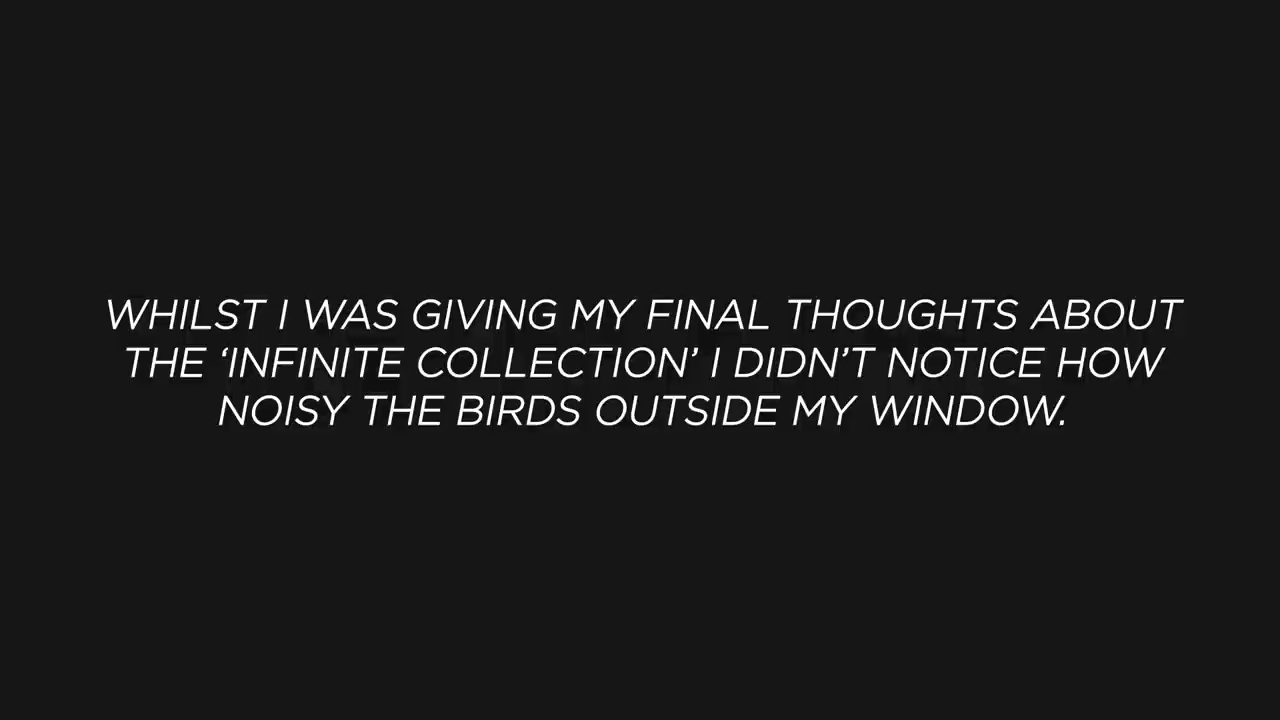 WHILST I WAS GIVING MY FINAL THOUGHTS ABOUT
THE ‘INFINITE COLLECTION’ I DIDN’T NOTICE HOW
NOISY THE BIRDS OUTSIDE MY WINDOW.